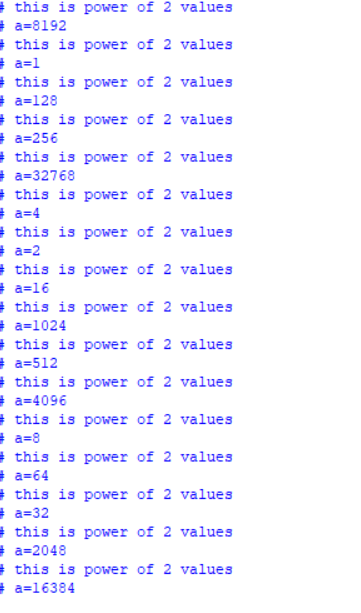 # this is power of 2 values
# a=8192
# this is power of 2 values
# a=1
# this is power of 2 values
# a=128
# this is power of 2 values
# a=256
# this is power of 2 values
# a=32768
# this is power of 2 values
# a=4
# this is power of 2 values
# a=2
# this is power of 2 values
# a=16
# this is power of 2 values
# a=1024
# this is power of 2 values
# a=512
# this is power of 2 values
# a=4096
# this is power of 2 values
# a=8
# this is power of 2 values
# a=64
# this is power of 2 values
# a=32
# this is power of 2 values
# a=2048
# this is power of 2 values
# a=16384